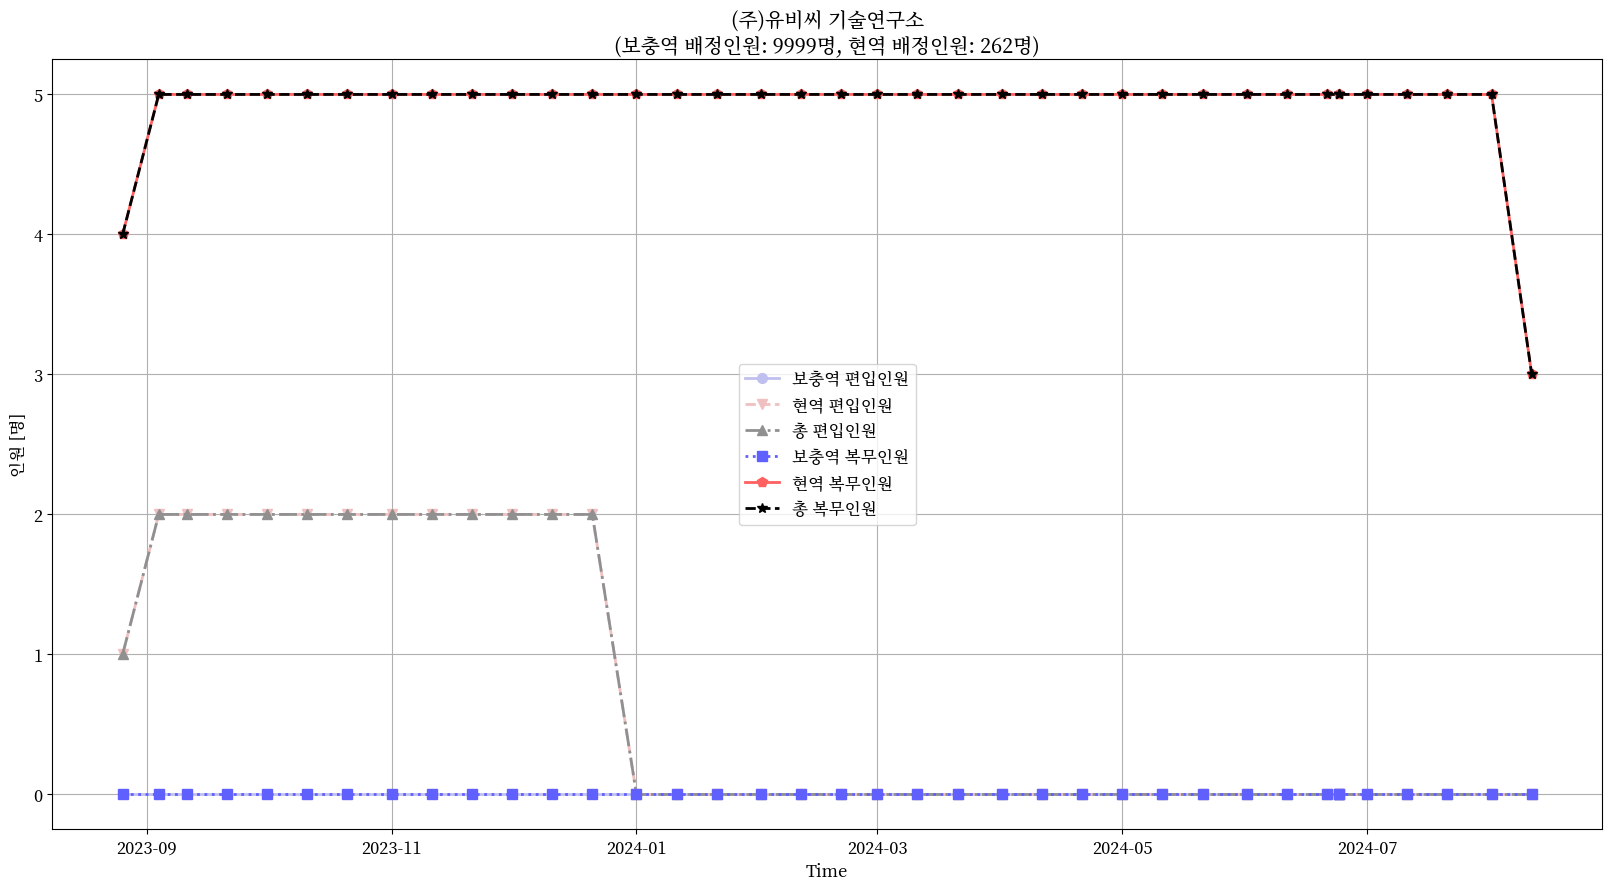 (주)유비씨 기술연구소
(보충역 배정인원: 9999명, 현역 배정인원: 262명)
인원 [명]
5
4
3
2
1
0
보충역 편입인원
현역 편입인원
총 편입인원
보충역 복무인원
현역 복무인원
총 복무인원
2023-09
2023-11
2024-01
2024-03
2024-05
2024-07
Time